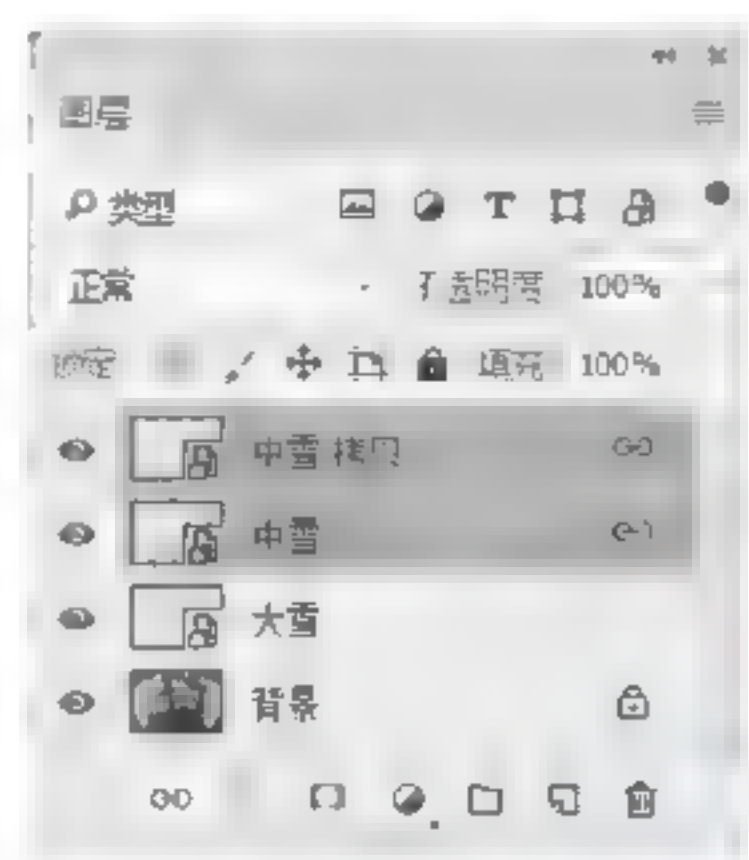 图层
类型
正常 不透明度 100%
锁定 填充 100%
中雪 拷贝
中雪
大雪
背景